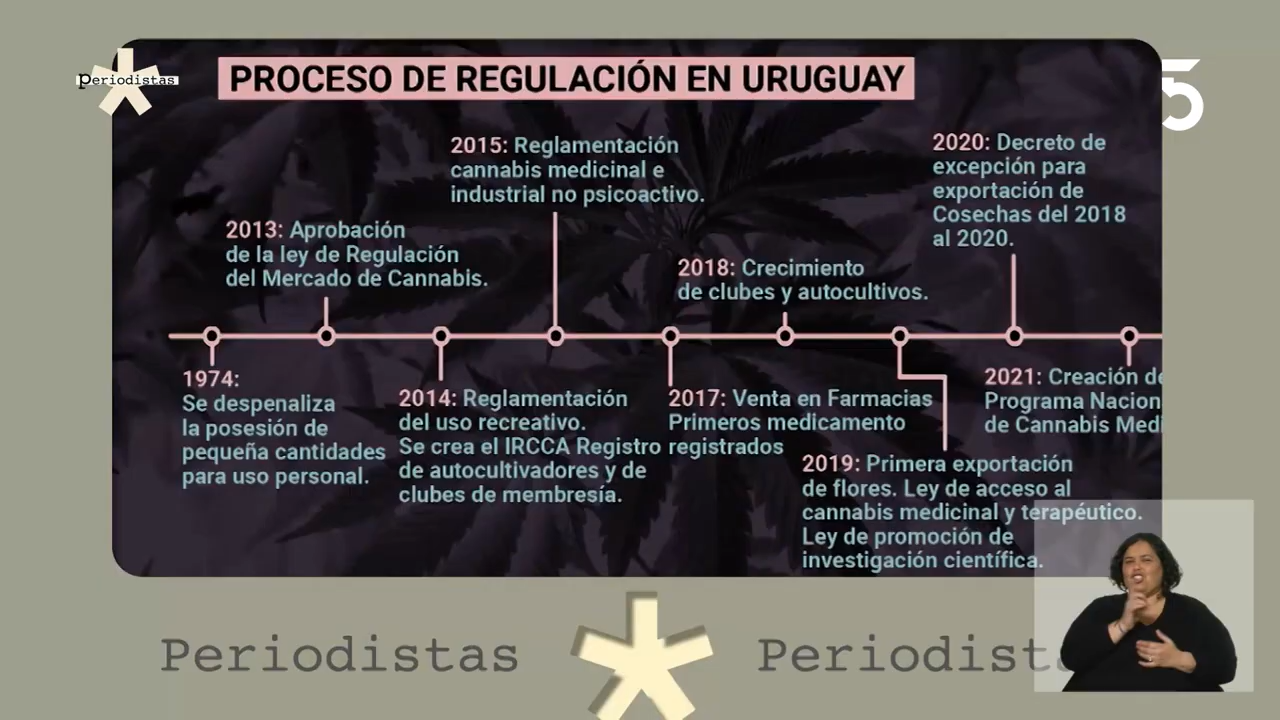 periodistas
5
PROCESO DE REGULACIÓN EN URUGUAY
2015: Reglamentación
cannabis medicinal e
industrial no psicoactivo.
2020: Decreto de
excepción para
exportación de
Cosechas del 2018
al 2020.
2013: Aprobación
de la ley de Regulación
del Mercado de Cannabis.
2018: Crecimiento
de clubes y autocultivos.
1974:
Se despenaliza
la posesión de
pequeña cantidades
para uso personal.
2014: Reglamentación
del uso recreativo.
Se crea el IRCCA Registro
de autocultivadores y de
clubes de membresía.
2017: Venta en Farmacias
Primeros medicamento
registrados
2019: Primera exportación
de flores. Ley de acceso al
cannabis medicinal y terapéutico.
Ley de promoción de
investigación científica.
2021: Creación de
Programa Nacion
de Cannabis Medi
Periodistas
Periodist